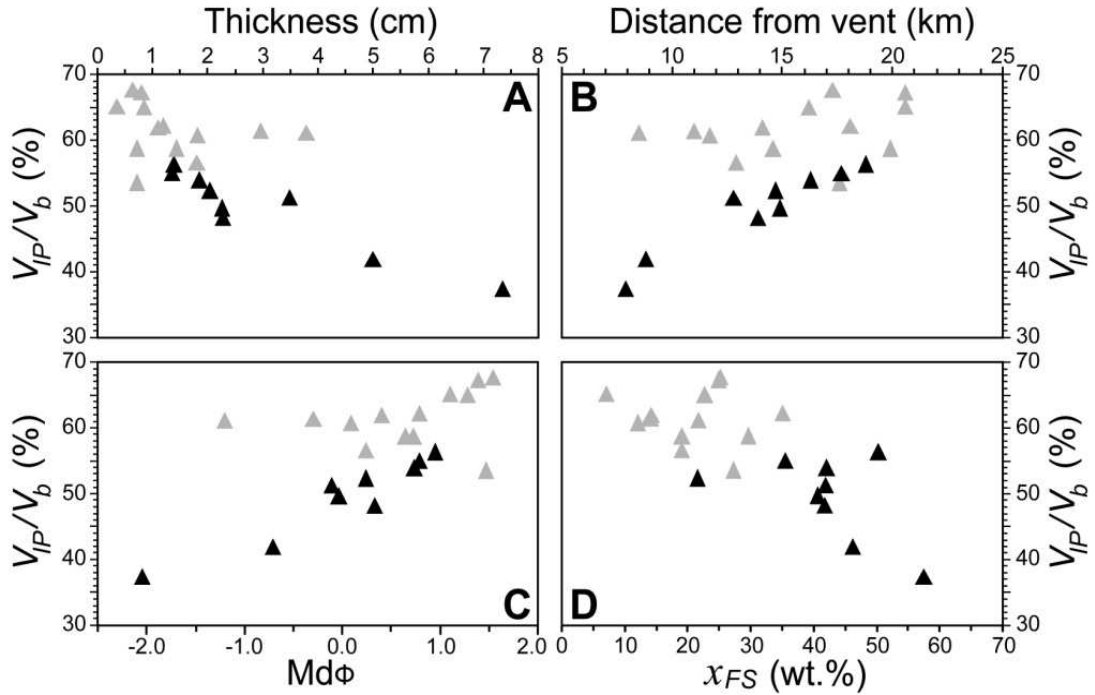 Thickness (cm) Distance from vent (km)
0 1 2 3 4 5 6 7 8 5 10 15 20 25
70 70
A B
60 60
V_IP/V_b (%) V_IP/V_b (%)
50 50
40 40
30 30
70 70
60 60
V_IP/V_b (%) V_IP/V_b (%)
50 50
40 40
C D
30 30
-2.0 -1.0 0.0 1.0 2.0 0 10 20 30 40 50 60 70
MdΦ x_FS (wt.%)